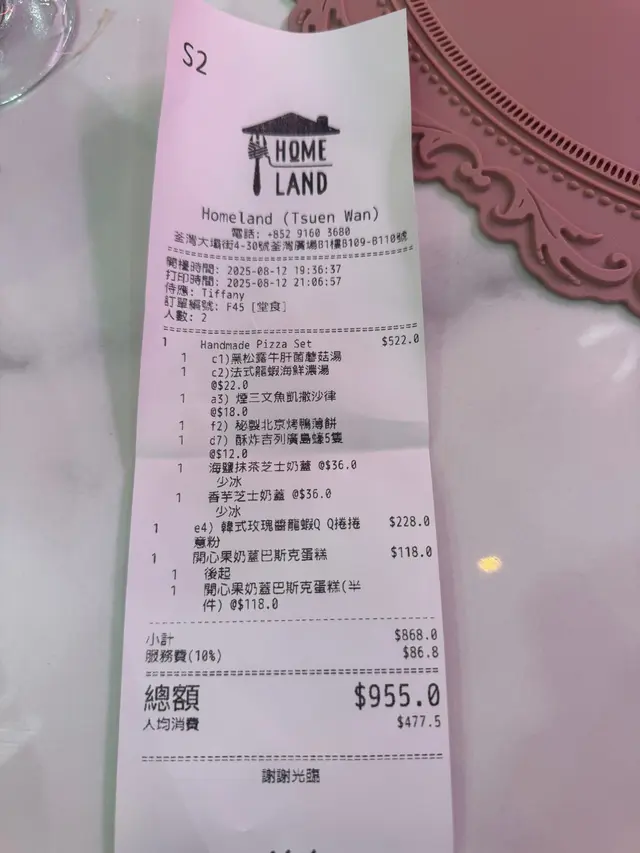 S2
HOME
LAND
Homeland (Tsuen Wan)
電話: +852 9160 3680
荃灣大壩街4-30號荃灣廣場B1樓B109-B110號
開檯時間: 2025-08-12 19:36:37
打印時間: 2025-08-12 21:06:57
侍應: Tiffany
訂單編號: F45 [堂食]
人數: 2
1 Handmade Pizza Set $522.0
1 c1)黑松露牛肝菌蘑菇湯
1 c2)法式龍蝦海鮮濃湯
@$22.0
1 a3) 煙三文魚凱撒沙律
@$18.0
1 f2) 秘製北京烤鴨薄餅
1 d7) 酥炸吉列廣島蠔5隻
@$12.0
1 海鹽抹茶芝士奶蓋 @$36.0
少冰
1 香芋芝士奶蓋 @$36.0
少冰
1 e4) 韓式玫瑰醬龍蝦Q Q捲捲 $228.0
意粉
1 開心果奶蓋巴斯克蛋糕 $118.0
1 後起
1 開心果奶蓋巴斯克蛋糕(半
件) @$118.0
小計 $868.0
服務費(10%) $86.8
總額 $955.0
人均消費 $477.5
謝謝光臨